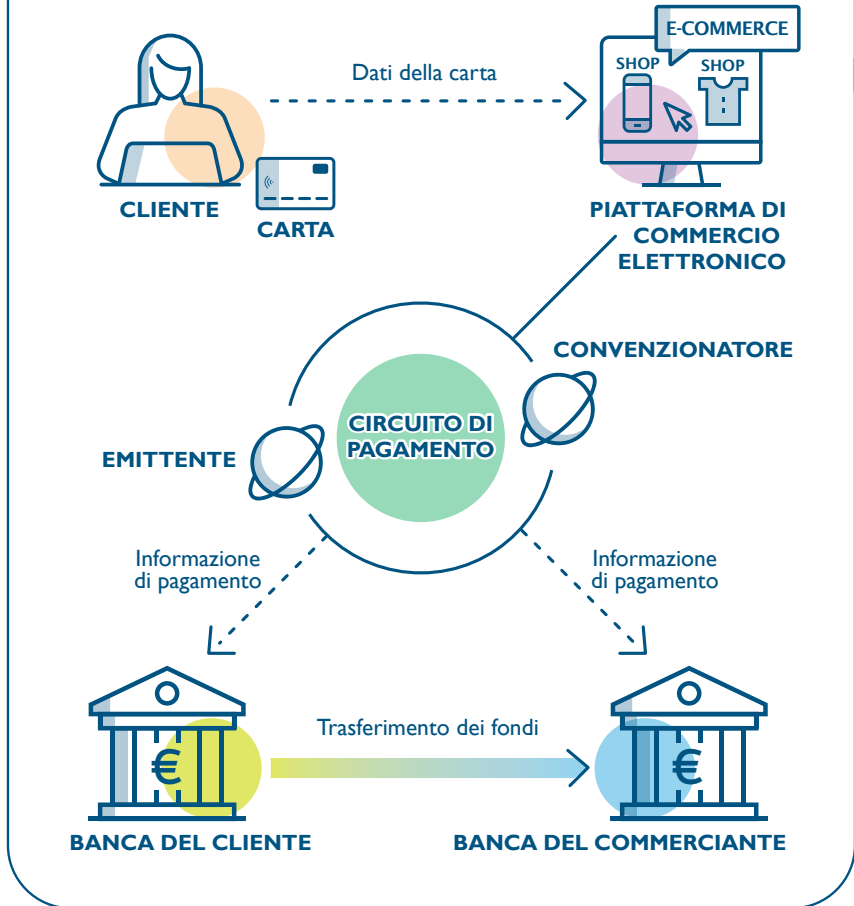 E-COMMERCE
SHOP
SHOP
Dati della carta
CLIENTE
CARTA
PIATTAFORMA DI
COMMERCIO
ELETTRONICO
CONVENZIONATORE
CIRCUITO DI
PAGAMENTO
EMITTENTE
Informazione
di pagamento
Informazione
di pagamento
Trasferimento dei fondi
€
€
BANCA DEL CLIENTE
BANCA DEL COMMERCIANTE